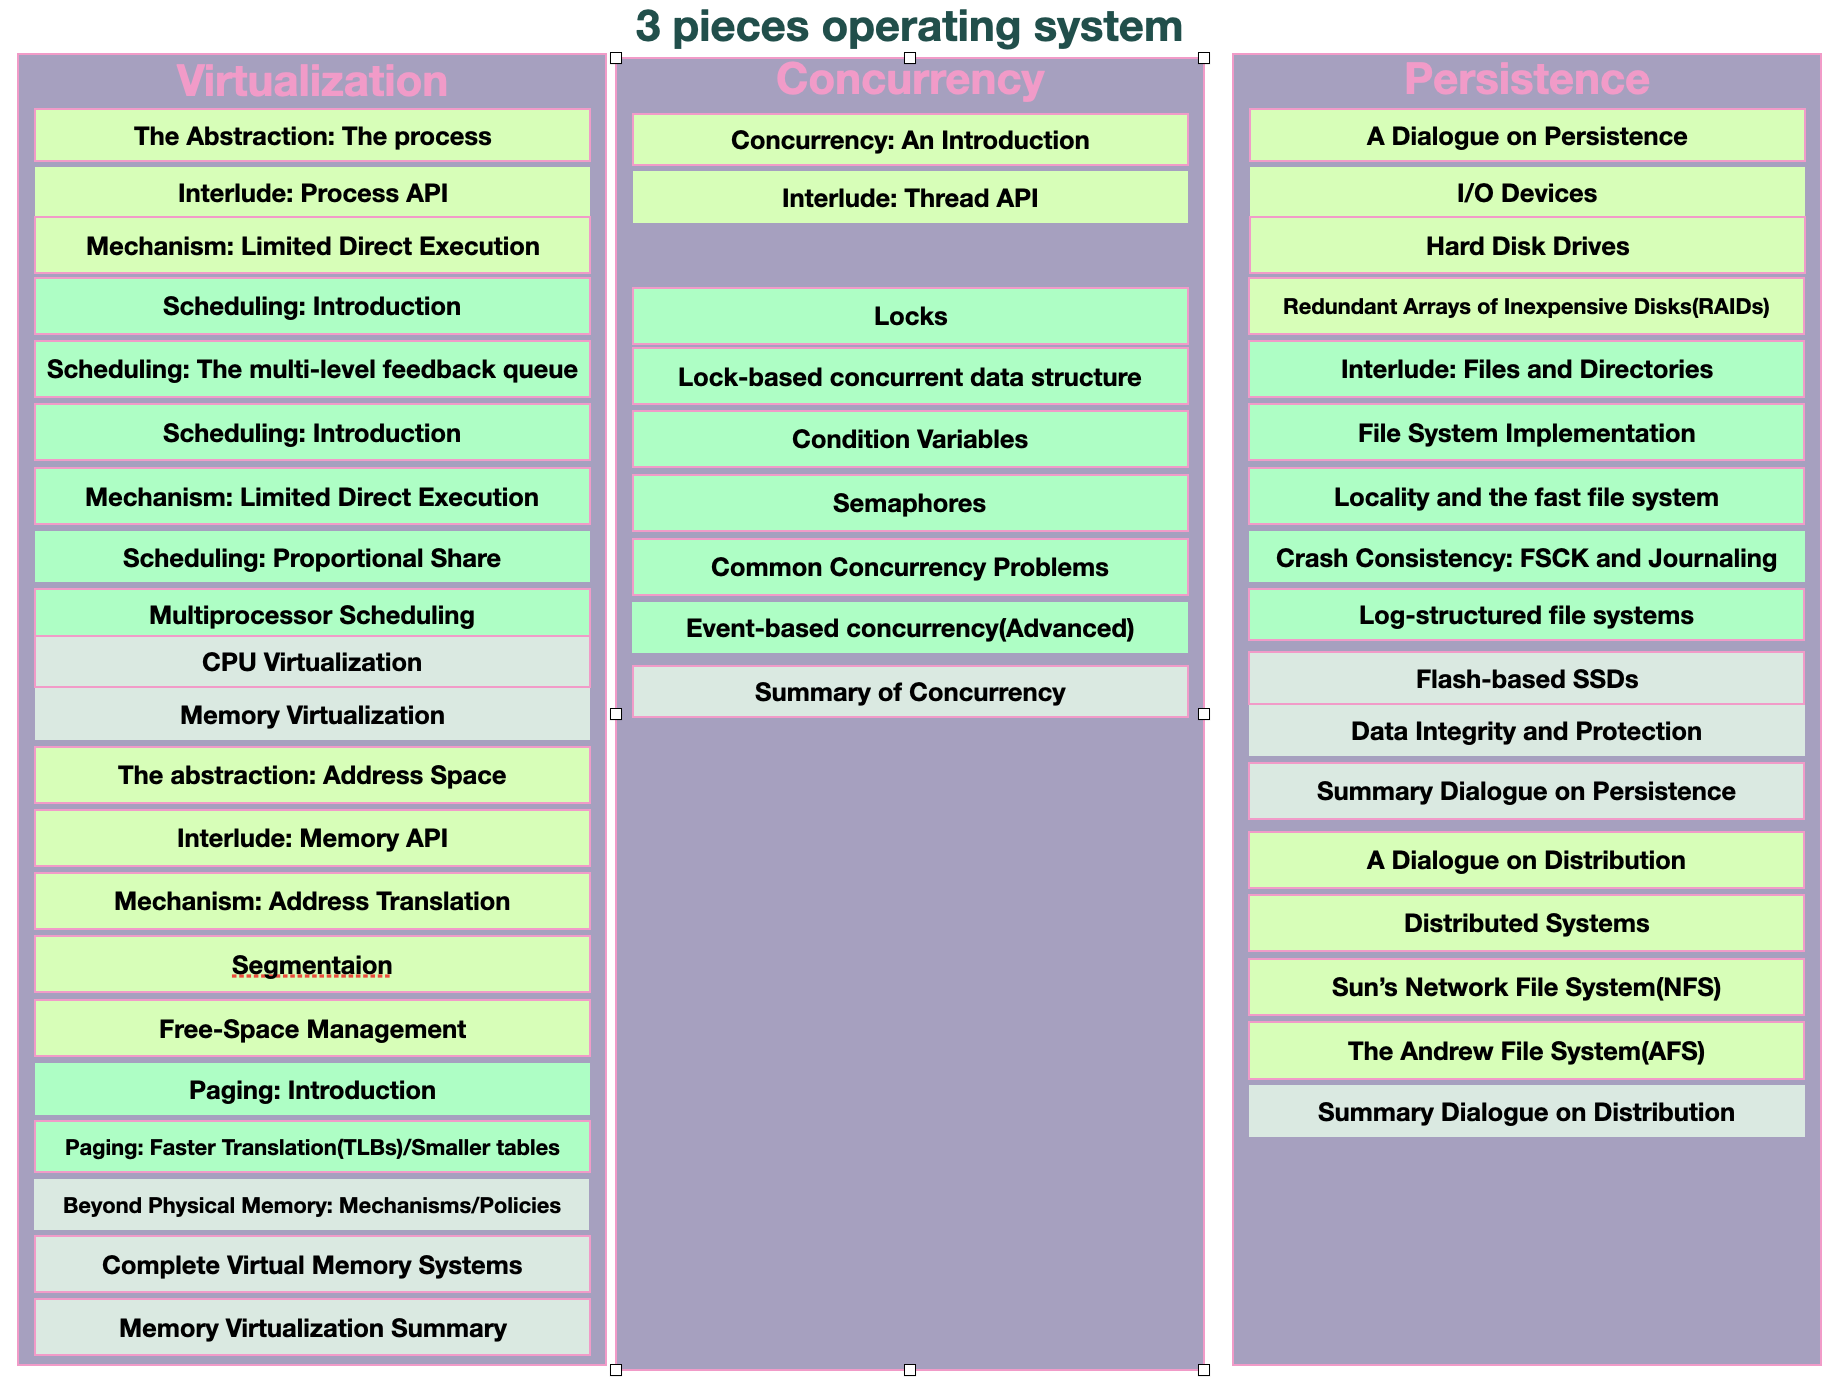 3 pieces operating system
Virtualization
The Abstraction: The process
Interlude: Process API
Mechanism: Limited Direct Execution
Scheduling: Introduction
Scheduling: The multi-level feedback queue
Scheduling: Introduction
Mechanism: Limited Direct Execution
Scheduling: Proportional Share
Multiprocessor Scheduling
CPU Virtualization
Memory Virtualization
The abstraction: Address Space
Interlude: Memory API
Mechanism: Address Translation
Segmentaion
Free-Space Management
Paging: Introduction
Paging: Faster Translation(TLBs)/Smaller tables
Beyond Physical Memory: Mechanisms/Policies
Complete Virtual Memory Systems
Memory Virtualization Summary
Concurrency
Concurrency: An Introduction
Interlude: Thread API
Locks
Lock-based concurrent data structure
Condition Variables
Semaphores
Common Concurrency Problems
Event-based concurrency(Advanced)
Summary of Concurrency
Persistence
A Dialogue on Persistence
I/O Devices
Hard Disk Drives
Redundant Arrays of Inexpensive Disks(RAIDs)
Interlude: Files and Directories
File System Implementation
Locality and the fast file system
Crash Consistency: FSCK and Journaling
Log-structured file systems
Flash-based SSDs
Data Integrity and Protection
Summary Dialogue on Persistence
A Dialogue on Distribution
Distributed Systems
Sun’s Network File System(NFS)
The Andrew File System(AFS)
Summary Dialogue on Distribution